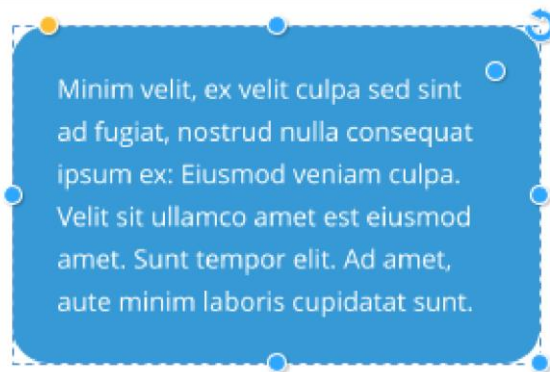 Minim velit, ex velit culpa sed sint
ad fugiat, nostrud nulla consequat
ipsum ex: Eiusmod veniam culpa.
Velit sit ullamco amet est eiusmod
amet. Sunt tempor elit. Ad amet,
aute minim laboris cupidatat sunt.